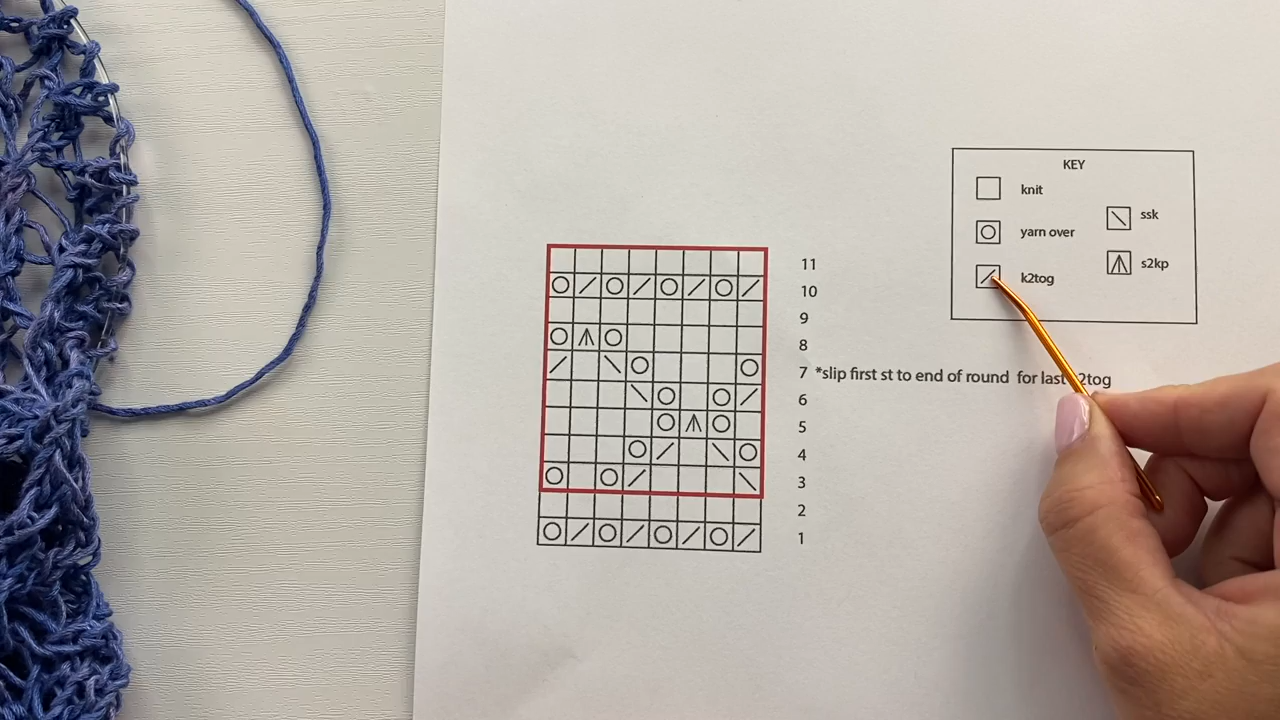 KEY
knit
yarn over
k2tog
ssk
s2kp
11
10
9
8
7 *slip first st to end of round for last 2tog
6
5
4
3
2
1